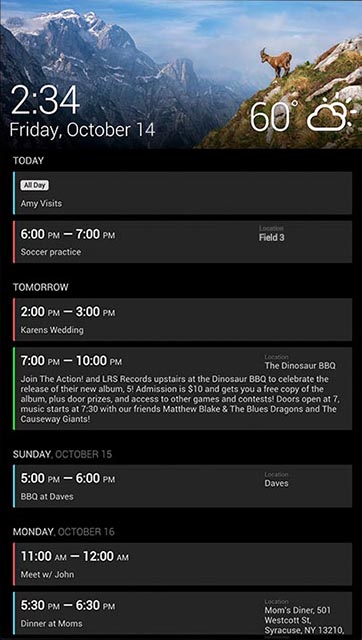 2:34
Friday, October 14
60°
TODAY
All Day
Amy Visits
6:00 PM — 7:00 PM
Location
Field 3
Soccer practice
TOMORROW
2:00 PM — 3:00 PM
Karens Wedding
7:00 PM — 10:00 PM
Location
The Dinosaur BBQ
Join The Action! and LRS Records upstairs at the Dinosaur BBQ to celebrate the
release of their new album, 5! Admission is $10 and gets you a free copy of the
album, plus door prizes, and access to other games and contests! Doors open at 7,
music starts at 7:30 with our friends Matthew Blake & The Blues Dragons and The
Causeway Giants!
SUNDAY, OCTOBER 15
5:00 PM — 6:00 PM
Location
Daves
BBQ at Daves
MONDAY, OCTOBER 16
11:00 AM — 12:00 AM
Meet w/ John
5:30 PM — 6:30 PM
Location
Mom's Diner, 501
Westcott St,
Syracuse, NY 13210,
Dinner at Moms